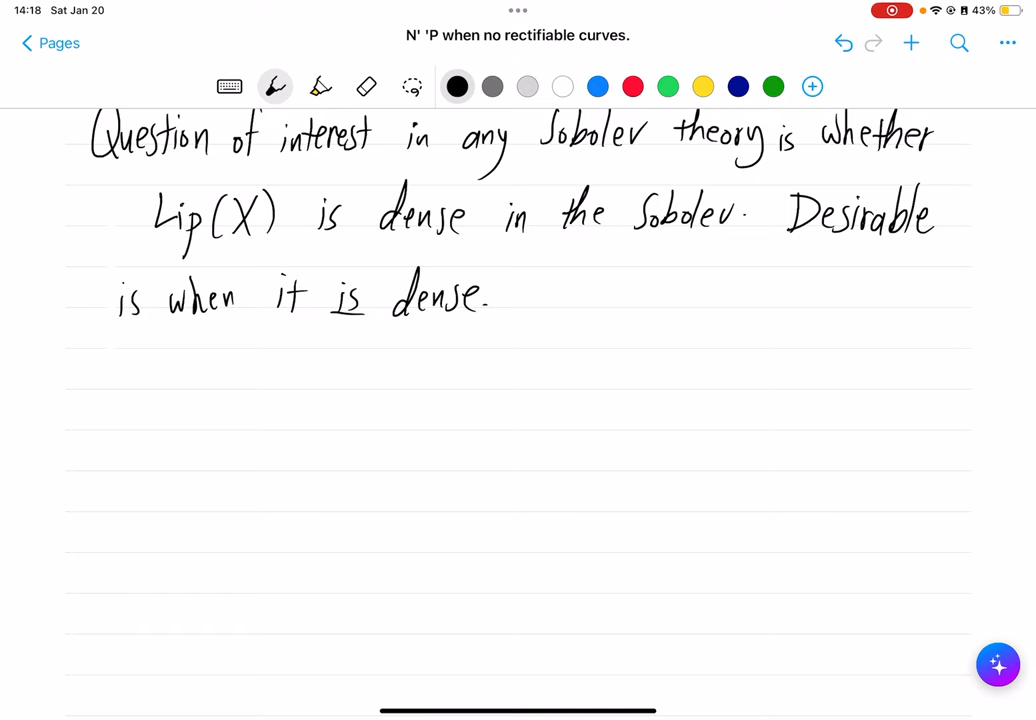 14:18 Sat Jan 20
43%
Pages
N' 'P when no rectifiable curves.
Question of interest in any Sobolev theory is whether
Lip(X) is dense in the Sobolev. Desirable
is when it is dense.